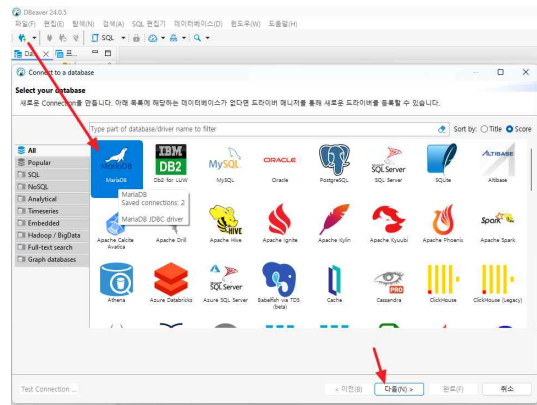 DBeaver 24.0.5
파일(F) 편집(E) 탐색(N) 검색(A) SQL 편집기 데이터베이스(D) 윈도우(W) 도움말(H)
SQL
Da... 프...
Connect to a database
Select your database
새로운 Connection을 만듭니다. 아래 목록에 해당하는 데이터베이스가 없다면 드라이버 매니저를 통해 새로운 드라이버를 등록할 수 있습니다.
Type part of database/driver name to filter
Sort by: Title Score
All
Popular
SQL
NoSQL
Analytical
Timeseries
Embedded
Hadoop / BigData
Full-text search
Graph databases
MariaDB IBM DB2 MySQL ORACLE SQL Server SQLite ALTIBASE
MariaDB Db2 for LUW MySQL Oracle PostgreSQL SQL Server SQLite Altibase
MariaDB
Saved connections: 2
MariaDB JDBC driver
HIVE Spark
Apache Calcite Avatica Apache Drill Apache Hive Apache Ignite Apache Kylin Apache Kyuubi Apache Phoenix Apache Spark
SQL Server PRO
Athena Azure Databricks Azure SQL Server Babelfish via TDS (beta) Cache Cassandra ClickHouse ClickHouse (Legacy)
Test Connection ...
< 이전(B) 다음(N) > 완료(F) 취소